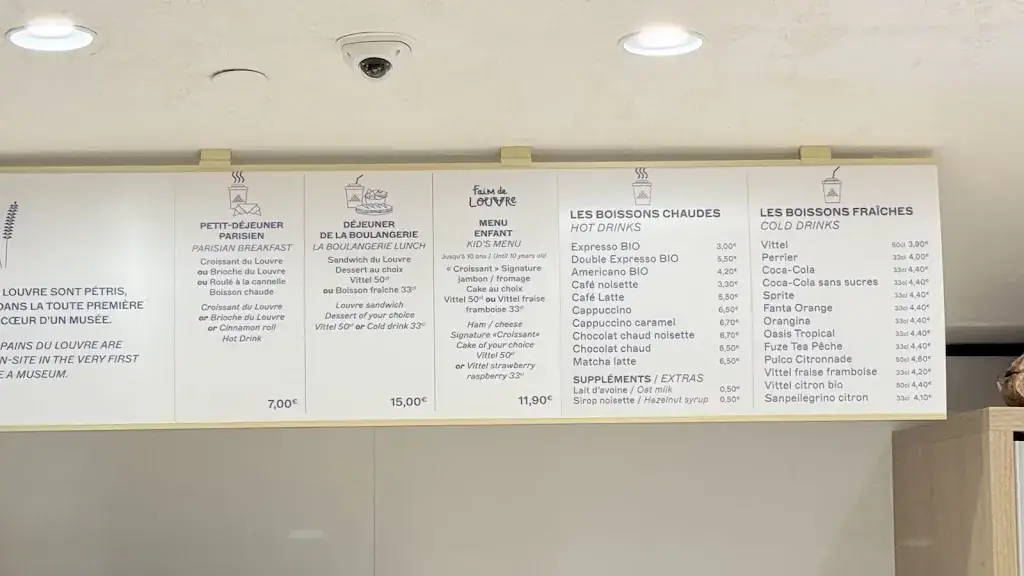 LOUVRE SONT PÉTRIS,
DANS LA TOUTE PREMIÈRE
CŒUR D'UN MUSÉE.
PAINS DU LOUVRE ARE
N-SITE IN THE VERY FIRST
E A MUSEUM.
PETIT-DÉJEUNER
PARISIEN
PARISIAN BREAKFAST
Croissant du Louvre
ou Brioche du Louvre
ou Roulé à la cannelle
Boisson chaude
Croissant du Louvre
or Brioche du Louvre
or Cinnamon roll
Hot Drink
7,00€
DÉJEUNER
DE LA BOULANGERIE
LA BOULANGERIE LUNCH
Sandwich du Louvre
Dessert au choix
Vittel 50cl
ou Boisson fraîche 33cl
Louvre sandwich
Dessert of your choice
Vittel 50cl or Cold drink 33cl
15,00€
Faim de
LOUVRE
MENU
ENFANT
KID'S MENU
Jusqu'à 10 ans / Until 10 years old
« Croissant » Signature
jambon / fromage
Cake au choix
Vittel 50cl ou Vittel fraise
framboise 33cl
Ham / cheese
Signature «Croissant»
Cake of your choice
Vittel 50cl
or Vittel strawberry
raspberry 33cl
11,90€
LES BOISSONS CHAUDES
HOT DRINKS
Expresso BIO 3,00€
Double Expresso BIO 5,50€
Americano BIO 4,20€
Café noisette 3,30€
Café Latte 5,50€
Cappuccino 6,50€
Cappuccino caramel 6,70€
Chocolat chaud noisette 6,70€
Chocolat chaud 6,50€
Matcha latte 6,50€
SUPPLÉMENTS / EXTRAS
Lait d'avoine / Oat milk 0,50€
Sirop noisette / Hazelnut syrup 0,50€
LES BOISSONS FRAÎCHES
COLD DRINKS
Vittel 50cl 3,90€
Perrier 33cl 4,00€
Coca-Cola 33cl 4,40€
Coca-Cola sans sucres 33cl 4,40€
Sprite 33cl 4,40€
Fanta Orange 33cl 4,40€
Orangina 33cl 4,40€
Oasis Tropical 33cl 4,40€
Fuze Tea Pêche 33cl 4,40€
Pulco Citronnade 50cl 4,60€
Vittel fraise framboise 33cl 4,20€
Vittel citron bio 50cl 4,40€
Sanpellegrino citron 33cl 4,10€